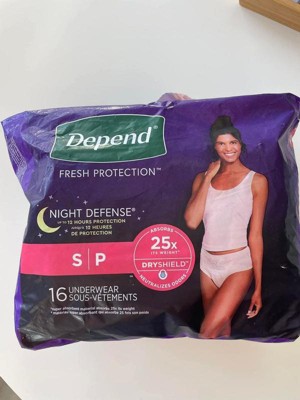 Depend®
FRESH PROTECTION™
NIGHT DEFENSE®
UP TO 12 HOURS PROTECTION
JUSQU'À 12 HEURES
DE PROTECTION
S | P
ABSORBS
25x
ITS WEIGHT*
DRYSHIELD™
NEUTRALIZES ODORS
16 UNDERWEAR
SOUS-VÊTEMENTS